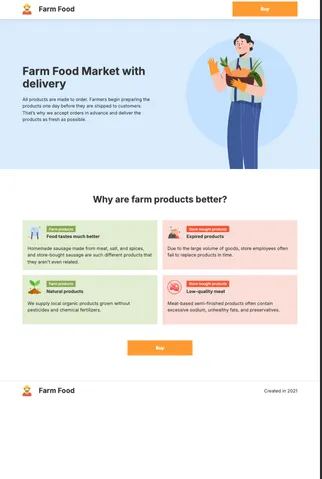 Farm Food
Buy
Farm Food Market with
delivery
All products are made to order. Farmers begin preparing the
products one day before they are shipped to customers.
That's why we accept orders in advance and deliver the
products as fresh as possible.
Why are farm products better?
Farm products
Food tastes much better
Homemade sausage made from meat, salt, and spices,
and store-bought sausage are such different products that
they aren't even related.
Store bought products
Expired products
Due to the large volume of goods, store employees often
fail to replace products in time.
Farm products
Natural products
We supply local organic products grown without
pesticides and chemical fertilizers.
Store bought products
Low-quality meat
Meat-based semi-finished products often contain
excessive sodium, unhealthy fats, and preservatives.
Buy
Farm Food
Created in 2021